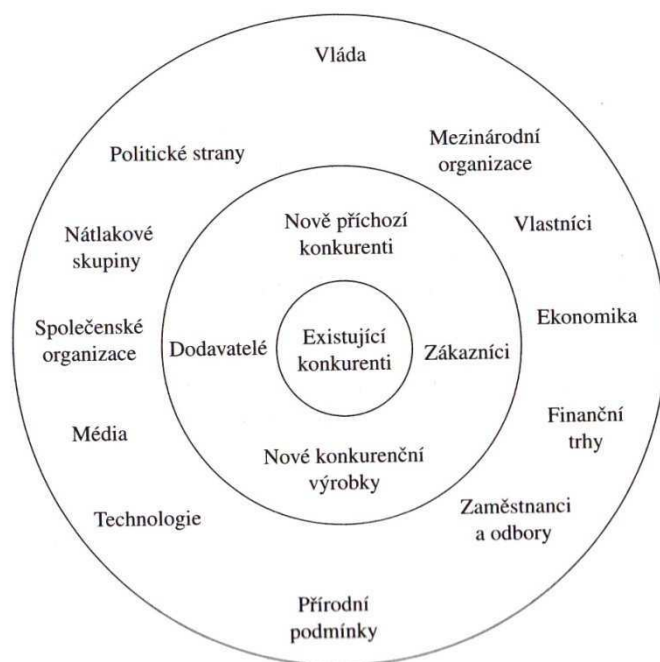 Vláda
Politické strany
Mezinárodní
organizace
Nátlakové
skupiny
Nově příchozí
konkurenti
Vlastníci
Společenské
organizace
Dodavatelé
Existující
konkurenti
Zákazníci
Ekonomika
Média
Nové konkurenční
výrobky
Finanční
trhy
Technologie
Zaměstnanci
a odbory
Přírodní
podmínky